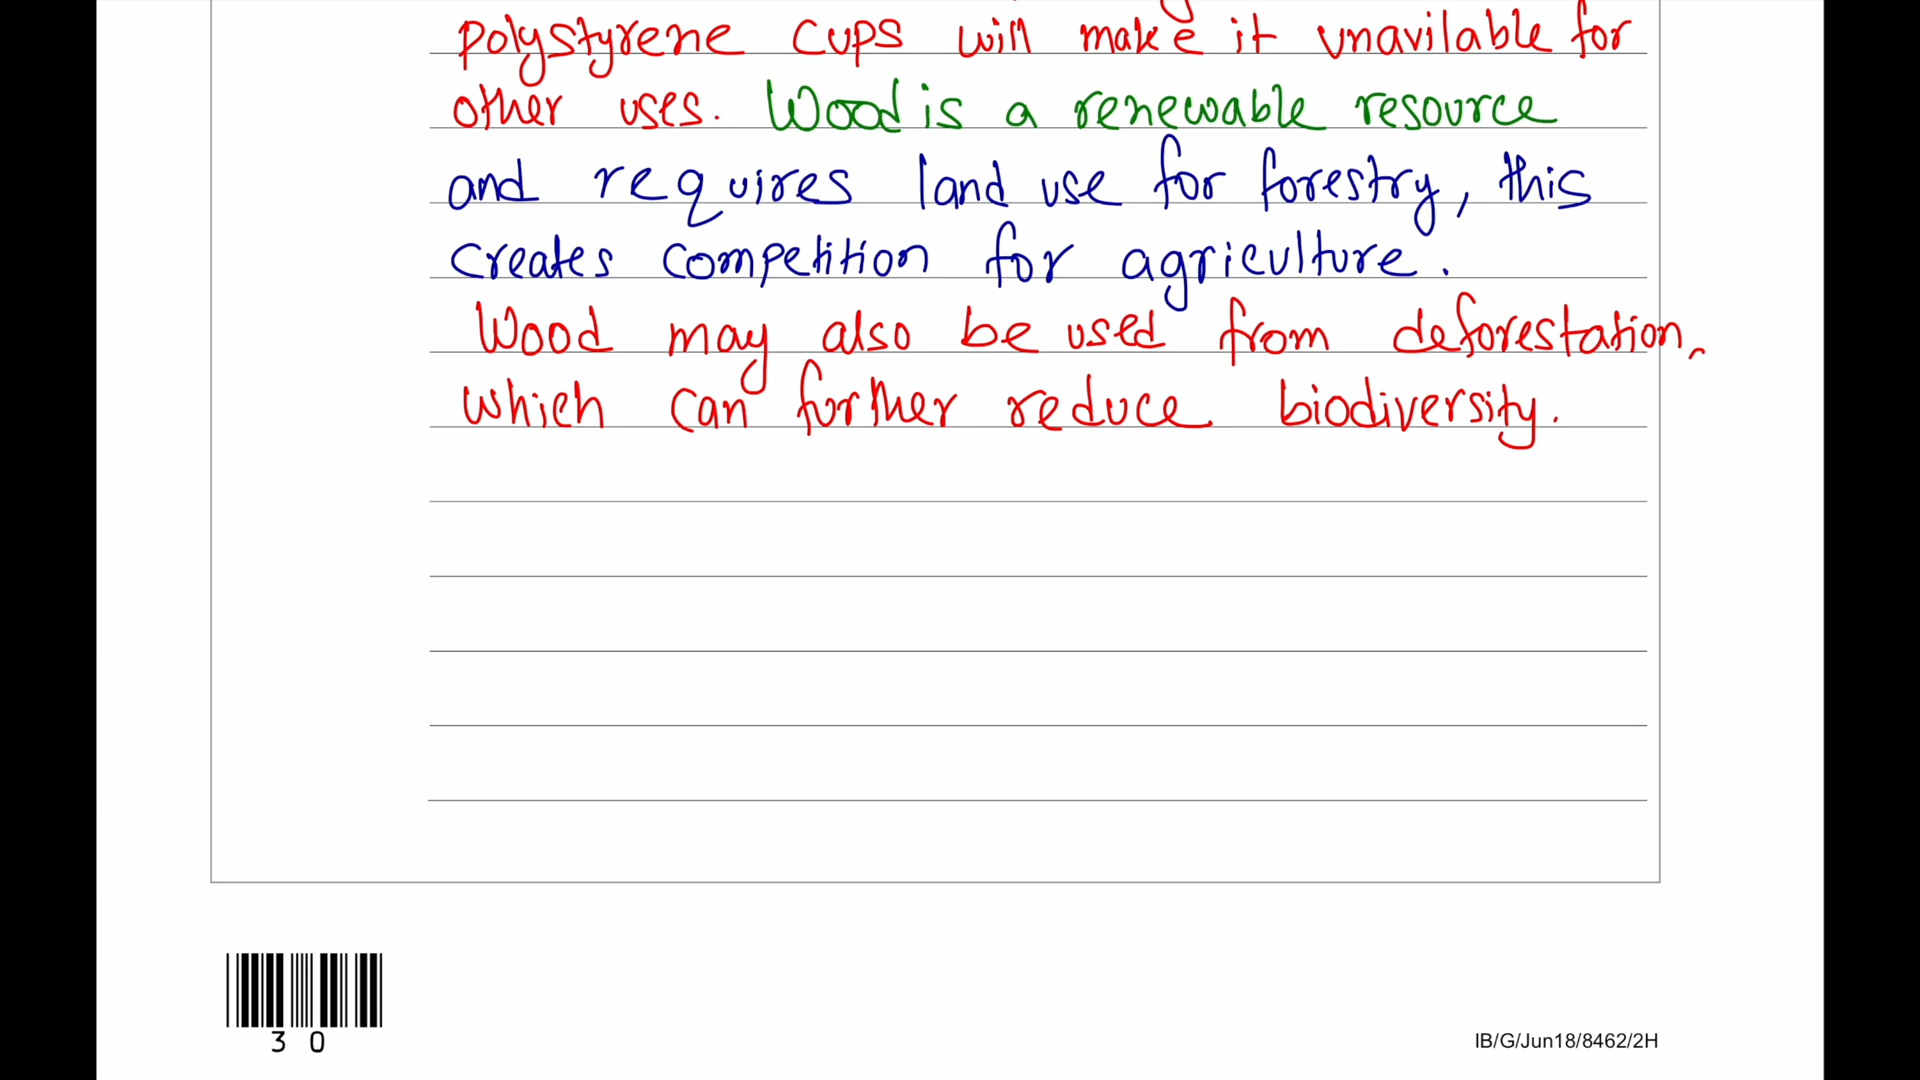 polystyrene cups will make it unavilable for
other uses. Wood is a renewable resource
and requires land use for forestry, this
creates competition for agriculture.
Wood may also be used from deforestation,
which can further reduce biodiversity.
3 0
IB/G/Jun18/8462/2H